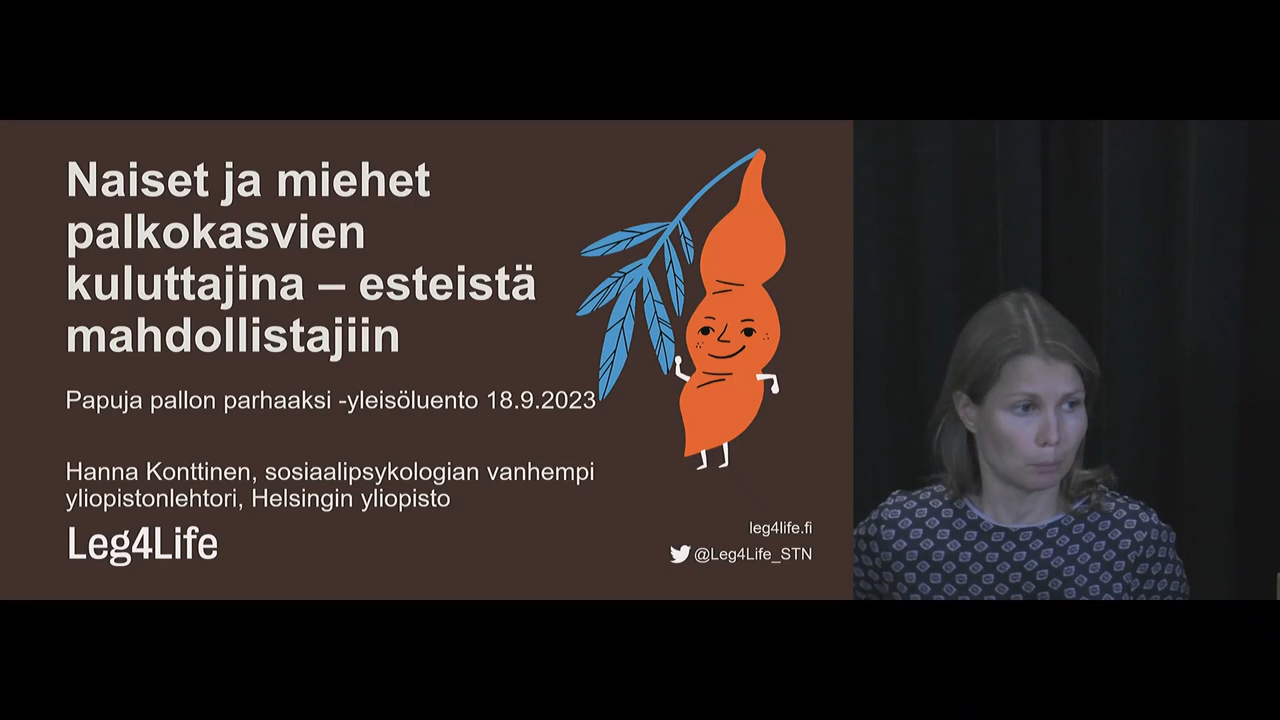 Naiset ja miehet
palkokasvien
kuluttajina – esteistä
mahdollistajiin
Papuja pallon parhaaksi -yleisöluento 18.9.2023
Hanna Konttinen, sosiaalipsykologian vanhempi
yliopistonlehtori, Helsingin yliopisto
Leg4Life
leg4life.fi
@Leg4Life_STN